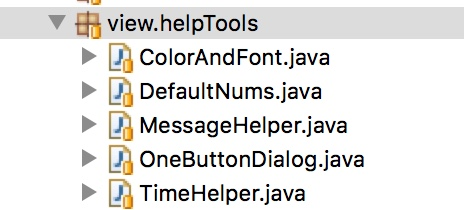 view.helpTools
ColorAndFont.java
DefaultNums.java
MessageHelper.java
OneButtonDialog.java
TimeHelper.java